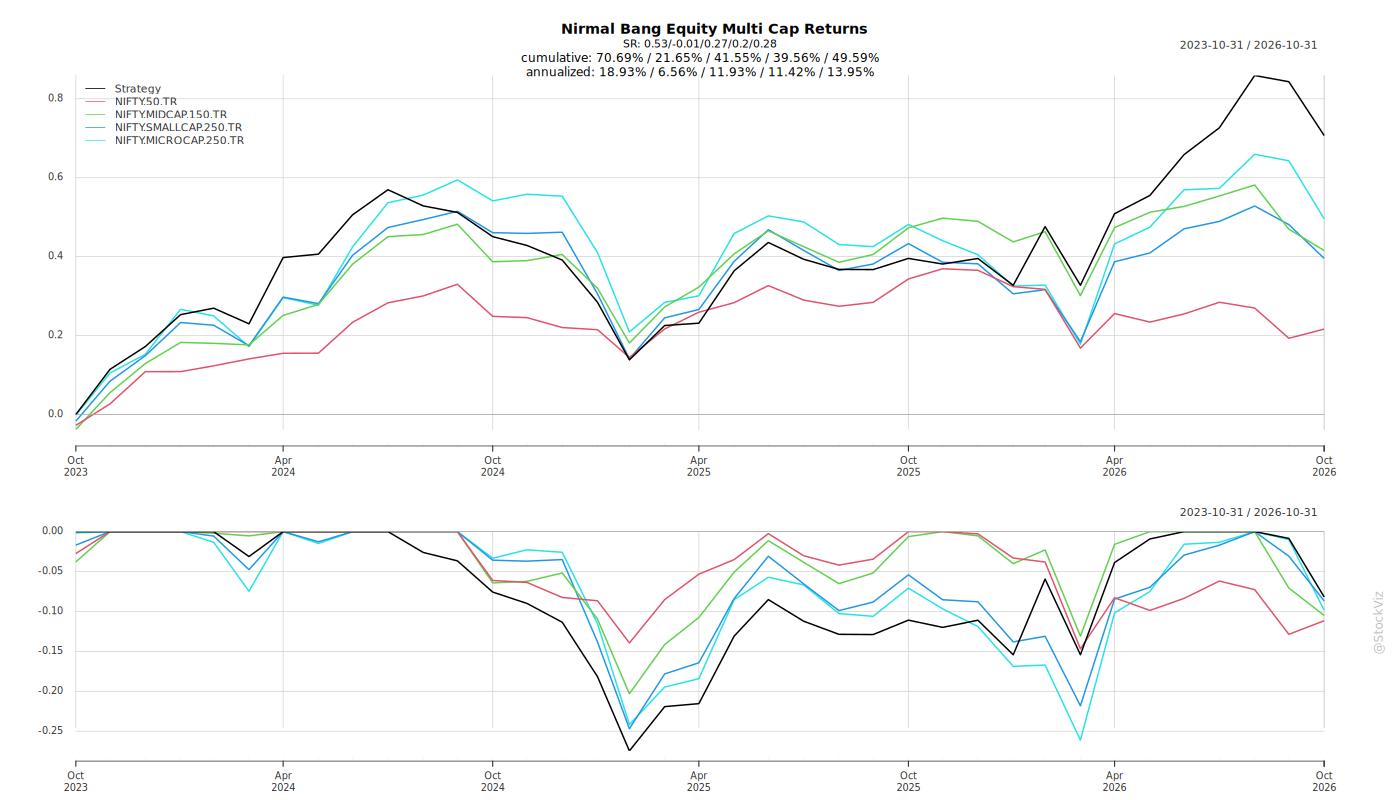 Nirmal Bang Equity Multi Cap Returns
SR: 0.53/-0.01/0.27/0.2/0.28
cumulative: 70.69% / 21.65% / 41.55% / 39.56% / 49.59%
annualized: 18.93% / 6.56% / 11.93% / 11.42% / 13.95%
2023-10-31 / 2026-10-31
Strategy
NIFTY.50.TR
NIFTY.MIDCAP.150.TR
NIFTY.SMALLCAP.250.TR
NIFTY.MICROCAP.250.TR
0.8
0.6
0.4
0.2
0.0
Oct Apr Oct Apr Oct Apr Oct
2023 2024 2024 2025 2025 2026 2026
2023-10-31 / 2026-10-31
0.00
-0.05
-0.10
-0.15
-0.20
-0.25
Oct Apr Oct Apr Oct Apr Oct
2023 2024 2024 2025 2025 2026 2026
@StockViz